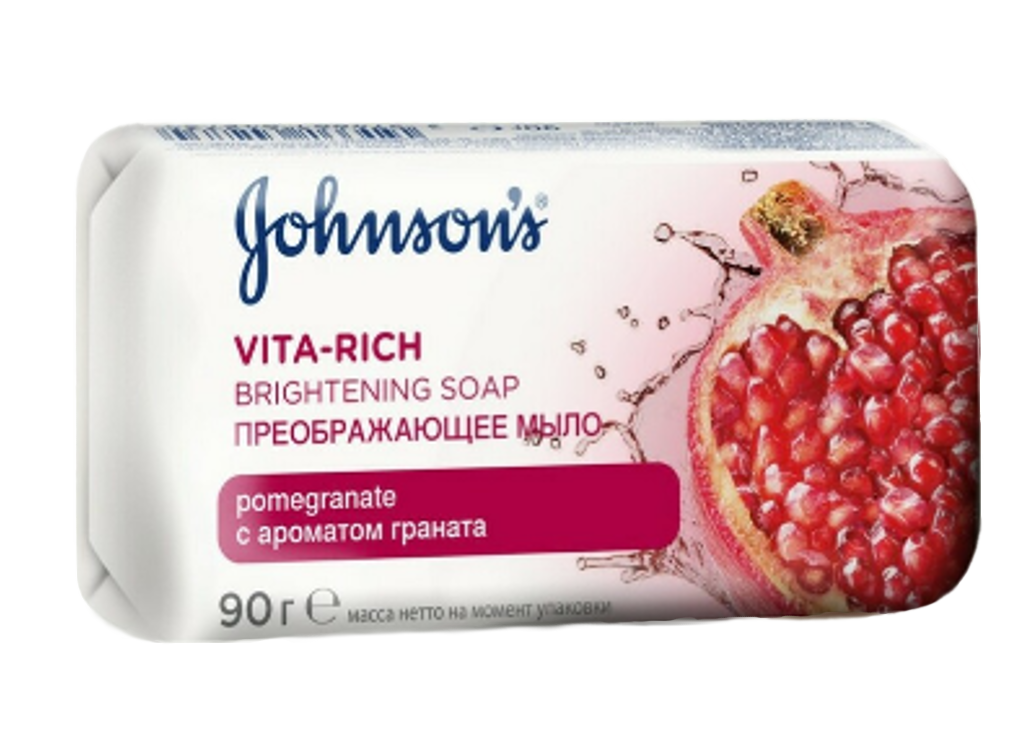 Johnson's®
VITA-RICH
BRIGHTENING SOAP
ПРЕОБРАЖАЮЩЕЕ МЫЛО
pomegranate
с ароматом граната
90 г ℮ масса нетто на момент упаковки